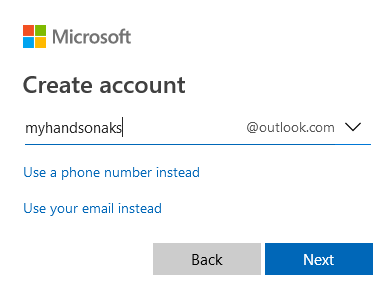 Microsoft
Create account
myhandsonaks @outlook.com
Use a phone number instead
Use your email instead
Back Next